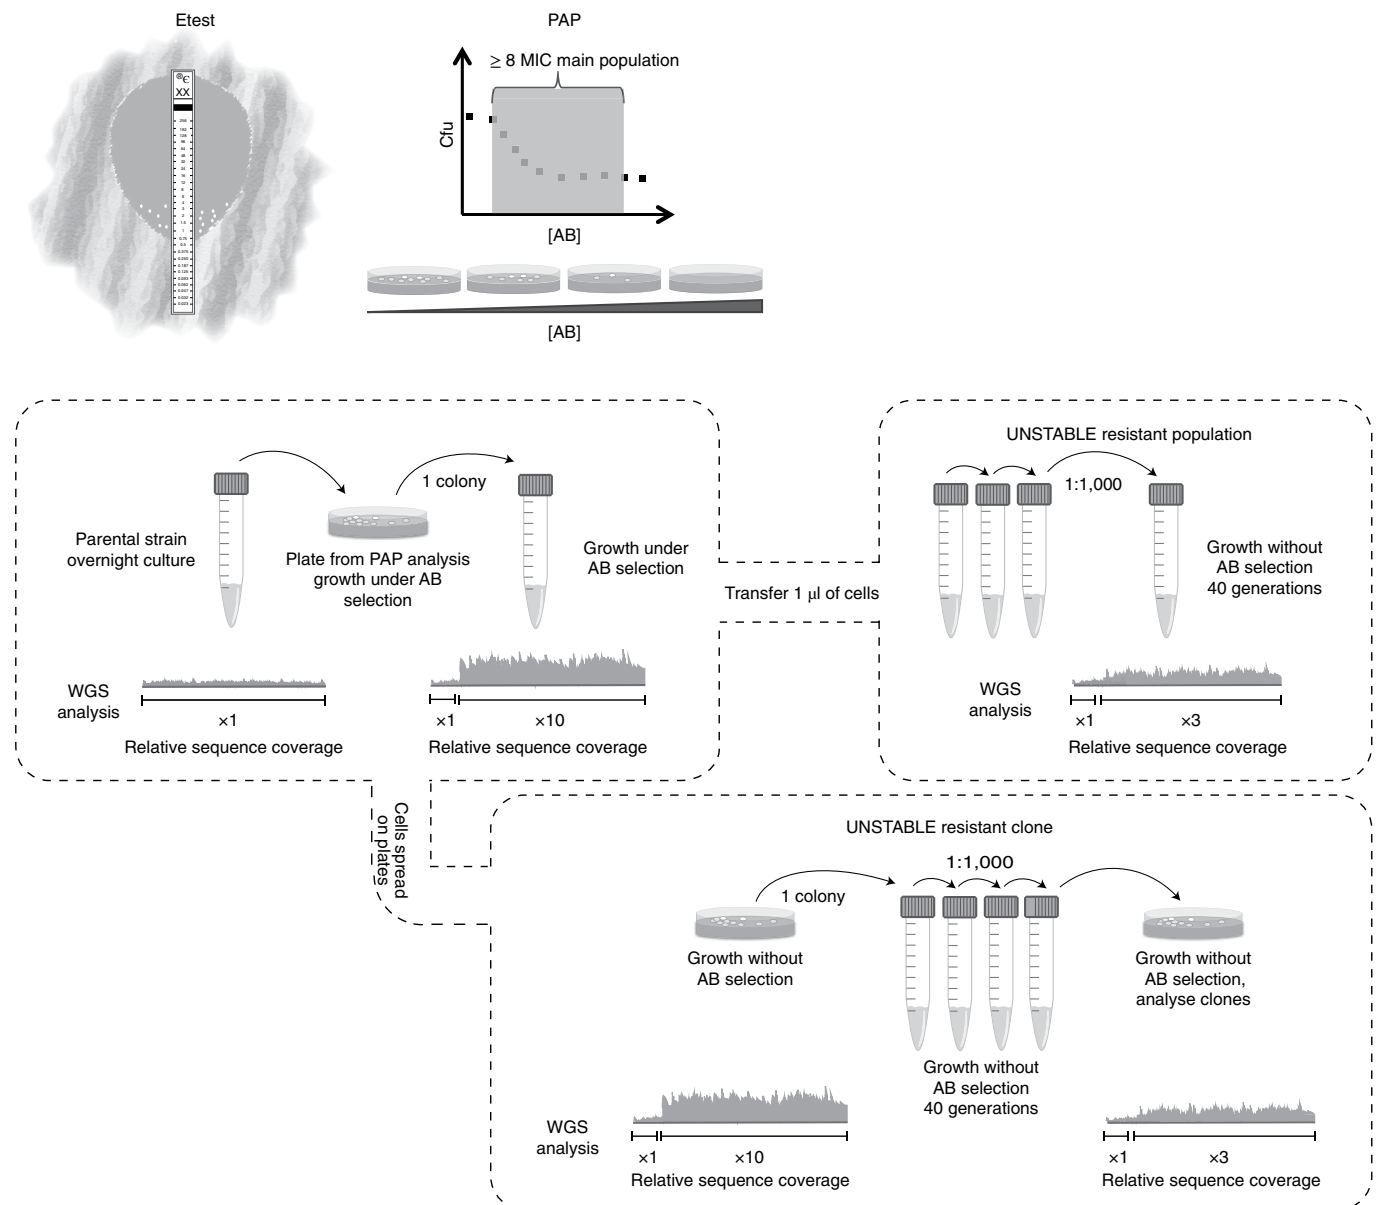 Etest
PAP
XX
256
≥ 8 MIC main population
Cfu
[AB]
[AB]
Parental strain
overnight culture
Plate from PAP analysis
growth under AB
selection
1 colony
Growth under
AB selection
WGS
analysis
×1
Relative sequence coverage
×1
×10
Relative sequence coverage
Transfer 1 μl of cells
UNSTABLE resistant population
1:1,000
Growth without
AB selection
40 generations
WGS
analysis
×1
×3
Relative sequence coverage
Cells spread
on plates
UNSTABLE resistant clone
1:1,000
1 colony
Growth without
AB selection
Growth without
AB selection,
analyse clones
Growth without
AB selection
40 generations
WGS
analysis
×1
×10
Relative sequence coverage
×1
×3
Relative sequence coverage